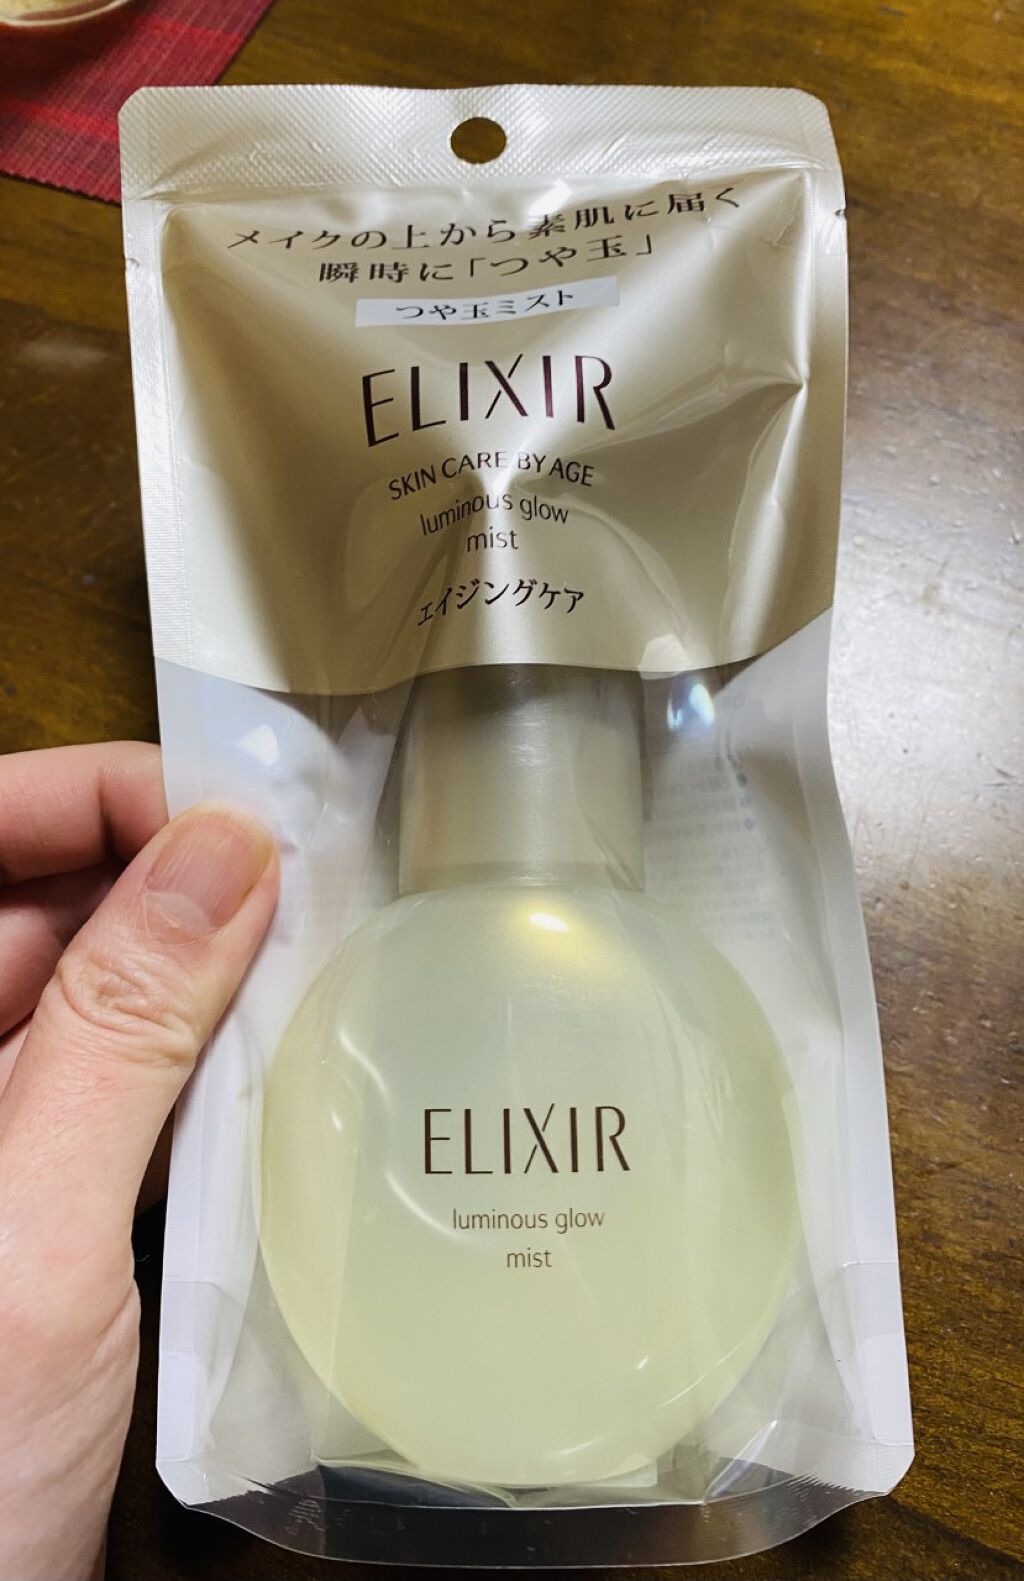 メイクの上から素肌に届く
瞬時に「つや玉」
つや玉ミスト
ELIXIR
SKIN CARE BY AGE
luminous glow
mist
エイジングケア
ELIXIR
luminous glow
mist